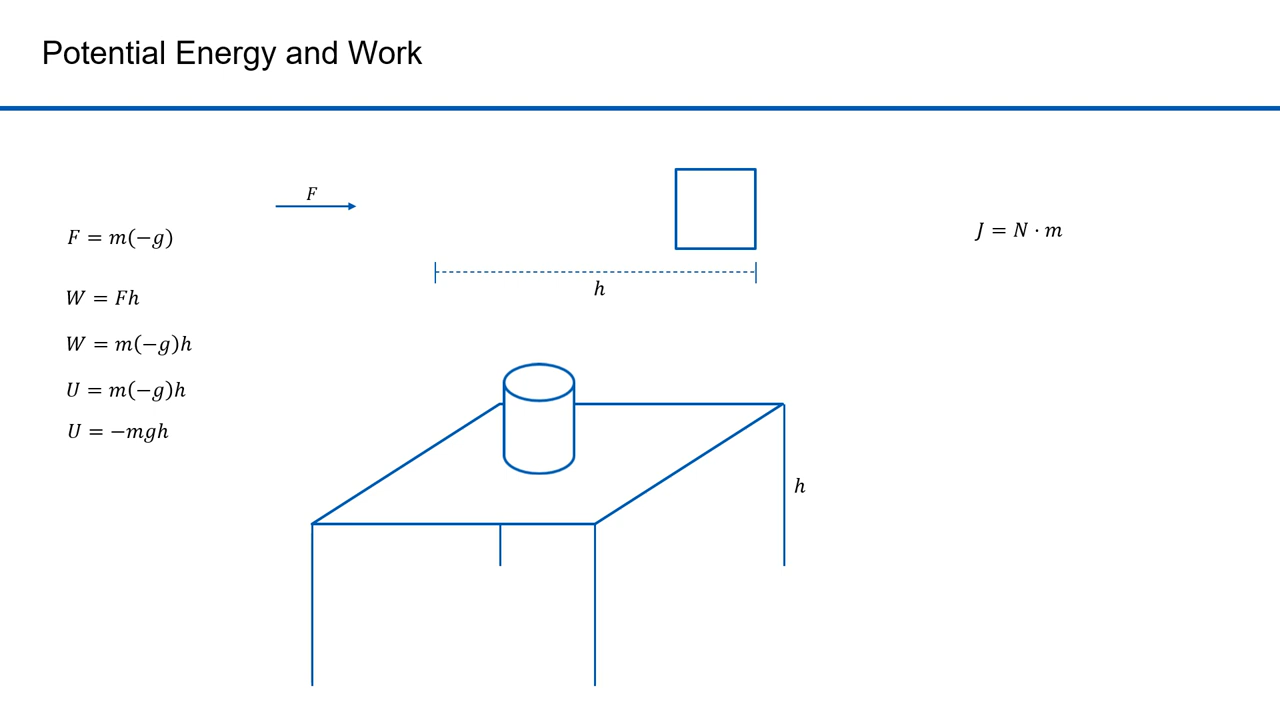 Potential Energy and Work
F
F = m(−g)
J = N · m
h
W = Fh
W = m(−g)h
U = m(−g)h
U = −mgh
h